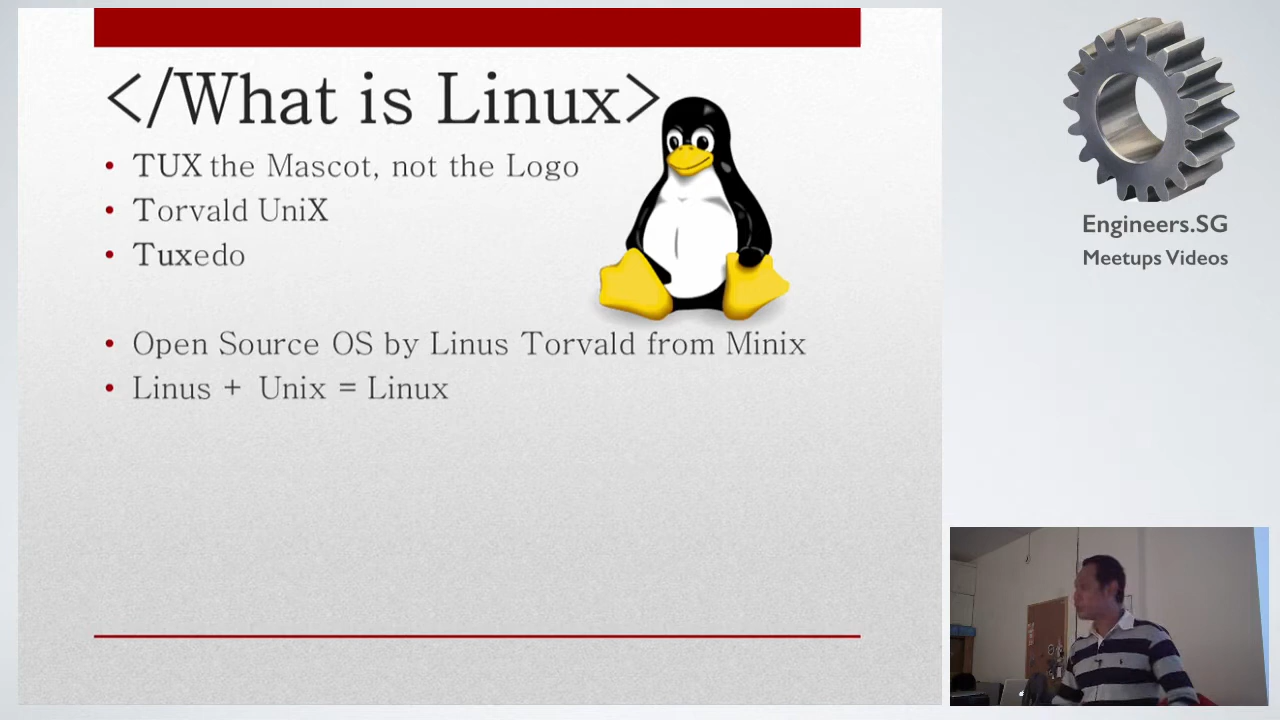 </What is Linux>
• TUX the Mascot, not the Logo
• Torvald UniX
• Tuxedo
• Open Source OS by Linus Torvald from Minix
• Linus + Unix = Linux
Engineers.SG
Meetups Videos